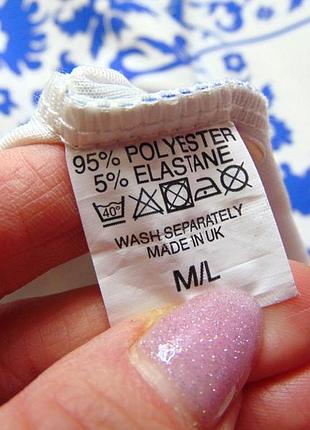 95% POLYESTER
5% ELASTANE
40°
WASH SEPARATELY
MADE IN UK
M/L